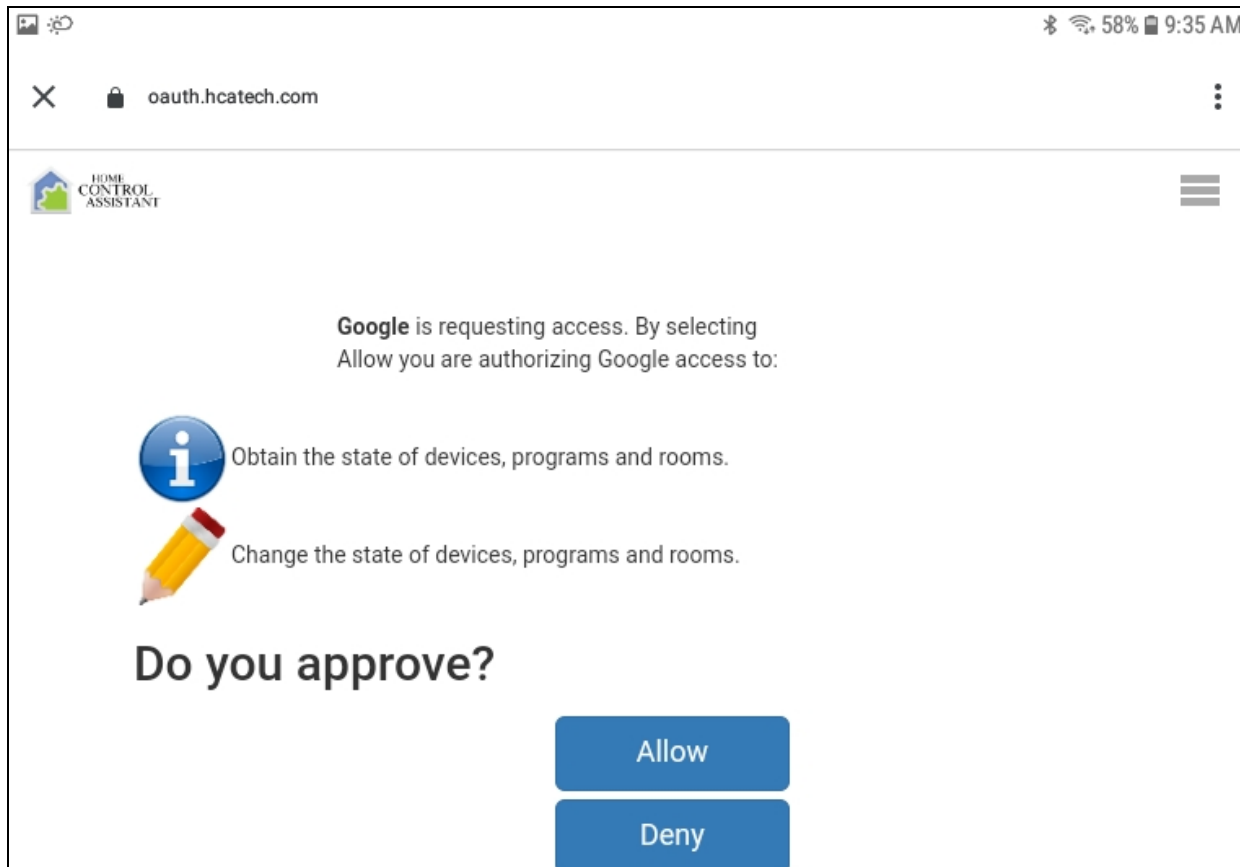 58% 9:35 AM
oauth.hcatech.com
HOME
CONTROL
ASSISTANT
Google is requesting access. By selecting
Allow you are authorizing Google access to:
Obtain the state of devices, programs and rooms.
Change the state of devices, programs and rooms.
Do you approve?
Allow
Deny